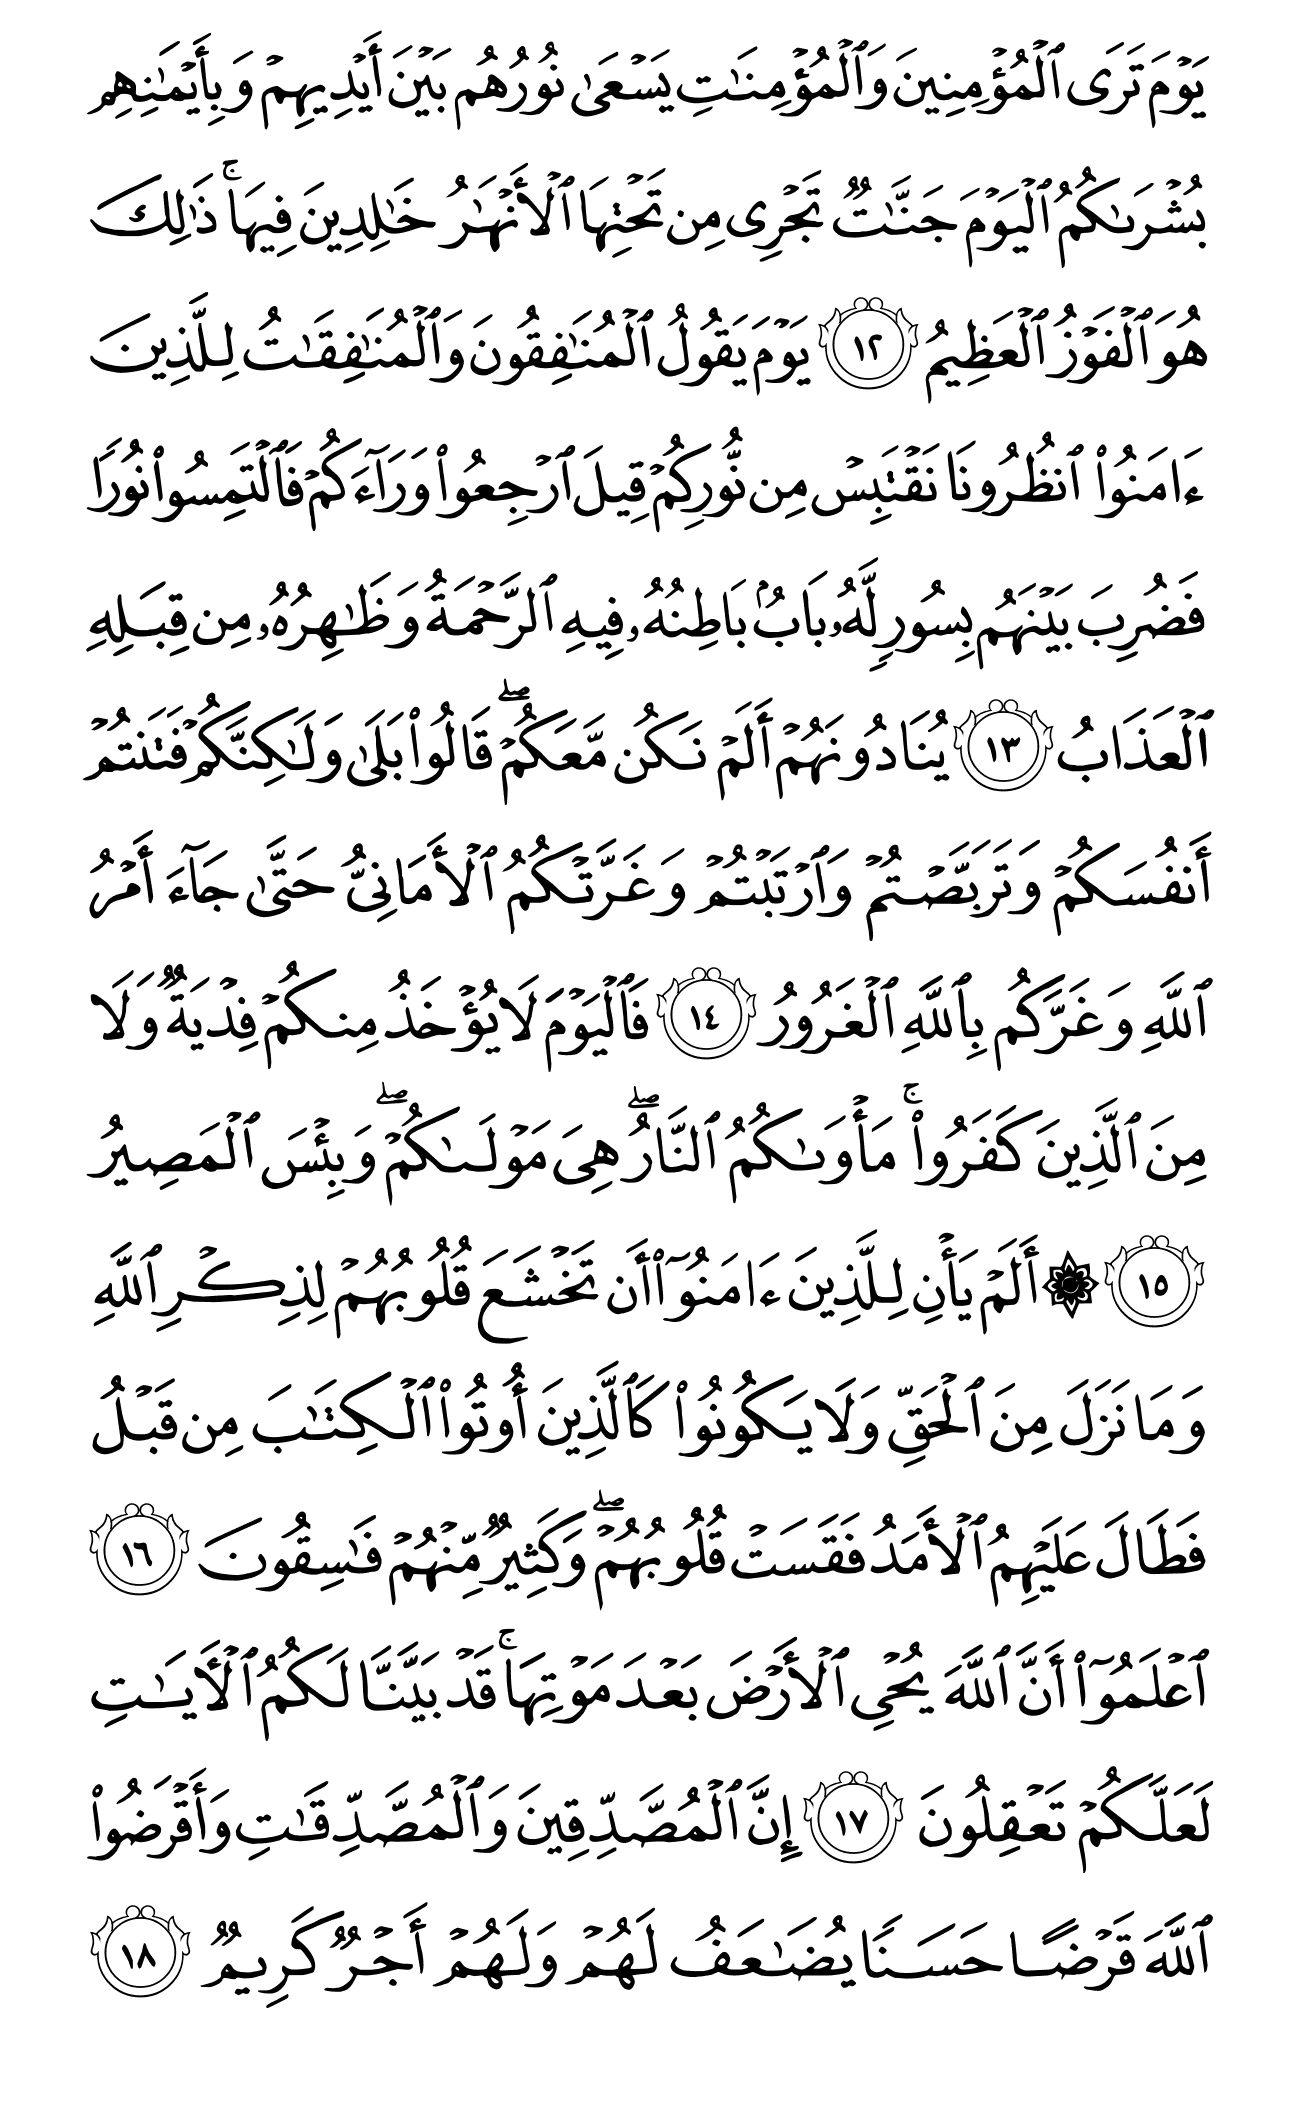 يَوۡمَ تَرَى ٱلۡمُؤۡمِنِينَ وَٱلۡمُؤۡمِنَٰتِ يَسۡعَىٰ نُورُهُم بَيۡنَ أَيۡدِيهِمۡ وَبِأَيۡمَٰنِهِم
بُشۡرَىٰكُمُ ٱلۡيَوۡمَ جَنَّٰتٞ تَجۡرِي مِن تَحۡتِهَا ٱلۡأَنۡهَٰرُ خَٰلِدِينَ فِيهَاۚ ذَٰلِكَ
هُوَ ٱلۡفَوۡزُ ٱلۡعَظِيمُ ١٢ يَوۡمَ يَقُولُ ٱلۡمُنَٰفِقُونَ وَٱلۡمُنَٰفِقَٰتُ لِلَّذِينَ
ءَامَنُواْ ٱنظُرُونَا نَقۡتَبِسۡ مِن نُّورِكُمۡ قِيلَ ٱرۡجِعُواْ وَرَآءَكُمۡ فَٱلۡتَمِسُواْ نُورٗا
فَضُرِبَ بَيۡنَهُم بِسُورٖ لَّهُۥ بَابُۢ بَاطِنُهُۥ فِيهِ ٱلرَّحۡمَةُ وَظَٰهِرُهُۥ مِن قِبَلِهِ
ٱلۡعَذَابُ ١٣ يُنَادُونَهُمۡ أَلَمۡ نَكُن مَّعَكُمۡۖ قَالُواْ بَلَىٰ وَلَٰكِنَّكُمۡ فَتَنتُمۡ
أَنفُسَكُمۡ وَتَرَبَّصۡتُمۡ وَٱرۡتَبۡتُمۡ وَغَرَّتۡكُمُ ٱلۡأَمَانِيُّ حَتَّىٰ جَآءَ أَمۡرُ
ٱللَّهِ وَغَرَّكُم بِٱللَّهِ ٱلۡغَرُورُ ١٤ فَٱلۡيَوۡمَ لَا يُؤۡخَذُ مِنكُمۡ فِدۡيَةٞ وَلَا
مِنَ ٱلَّذِينَ كَفَرُواْۚ مَأۡوَىٰكُمُ ٱلنَّارُۖ هِيَ مَوۡلَىٰكُمۡۖ وَبِئۡسَ ٱلۡمَصِيرُ
١٥ ۞ أَلَمۡ يَأۡنِ لِلَّذِينَ ءَامَنُوٓاْ أَن تَخۡشَعَ قُلُوبُهُمۡ لِذِكۡرِ ٱللَّهِ
وَمَا نَزَلَ مِنَ ٱلۡحَقِّ وَلَا يَكُونُواْ كَٱلَّذِينَ أُوتُواْ ٱلۡكِتَٰبَ مِن قَبۡلُ
فَطَالَ عَلَيۡهِمُ ٱلۡأَمَدُ فَقَسَتۡ قُلُوبُهُمۡۖ وَكَثِيرٞ مِّنۡهُمۡ فَٰسِقُونَ ١٦
ٱعۡلَمُوٓاْ أَنَّ ٱللَّهَ يُحۡيِ ٱلۡأَرۡضَ بَعۡدَ مَوۡتِهَاۚ قَدۡ بَيَّنَّا لَكُمُ ٱلۡأٓيَٰتِ
لَعَلَّكُمۡ تَعۡقِلُونَ ١٧ إِنَّ ٱلۡمُصَّدِّقِينَ وَٱلۡمُصَّدِّقَٰتِ وَأَقۡرَضُواْ
ٱللَّهَ قَرۡضًا حَسَنٗا يُضَٰعَفُ لَهُمۡ وَلَهُمۡ أَجۡرٞ كَرِيمٞ ١٨